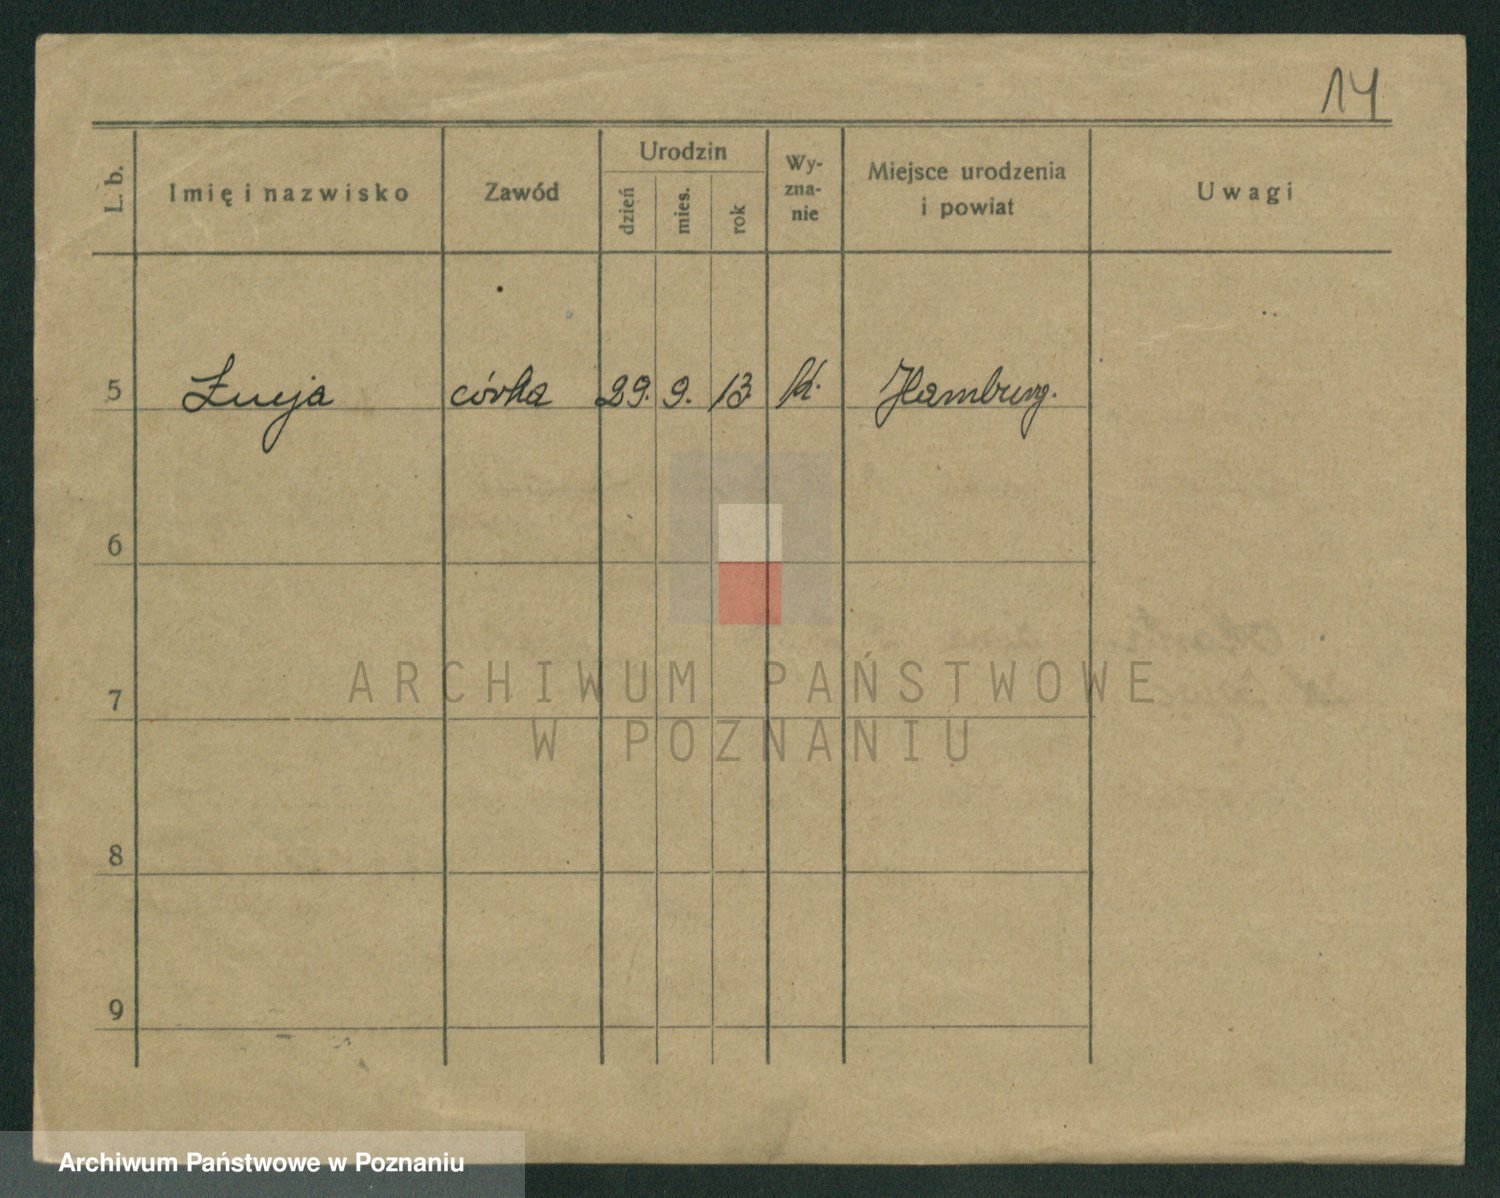 14
L. b. Imię i nazwisko Zawód Urodzin dzień mies. rok Wy-zna-nie Miejsce urodzenia i powiat Uwagi
5 Łucja córka 29. 9. 13 k. Hamburg.
6
7
8
9
ARCHIWUM PAŃSTWOWE
W POZNANIU
Archiwum Państwowe w Poznaniu